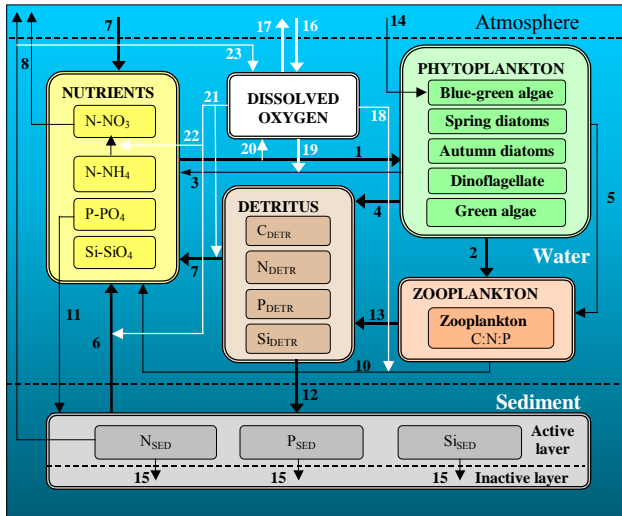 7
17
16
14
Atmosphere
8
23
NUTRIENTS
N-NO3
N-NH4
P-PO4
Si-SiO4
21
22
DISSOLVED
OXYGEN
18
20
19
1
3
PHYTOPLANKTON
Blue-green algae
Spring diatoms
Autumn diatoms
Dinoflagellate
Green algae
5
DETRITUS
CDETR
NDETR
PDETR
SiDETR
4
2
Water
7
ZOOPLANKTON
Zooplankton
C:N:P
13
11
6
10
12
Sediment
NSED
PSED
SiSED
Active
layer
15
15
15
Inactive layer